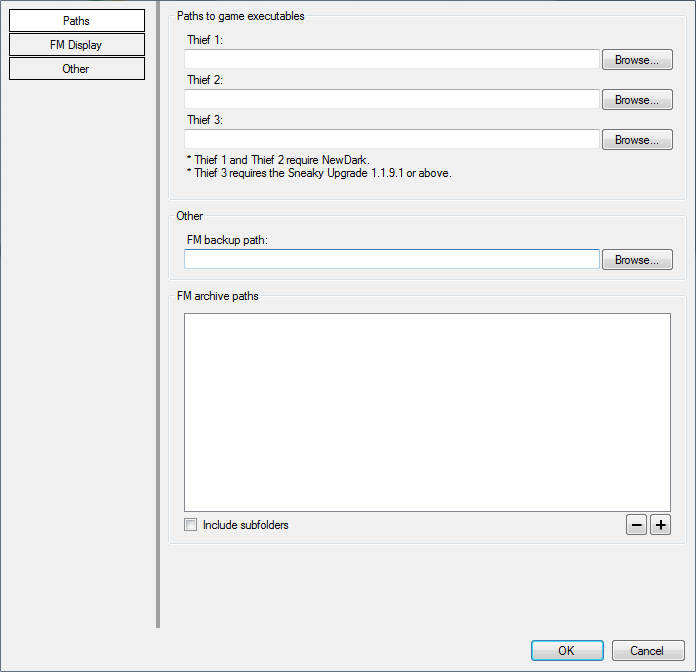 Paths
FM Display
Other
Paths to game executables
Thief 1:
Browse...
Thief 2:
Browse...
Thief 3:
Browse...
* Thief 1 and Thief 2 require NewDark.
* Thief 3 requires the Sneaky Upgrade 1.1.9.1 or above.
Other
FM backup path:
Browse...
FM archive paths
Include subfolders
OK Cancel